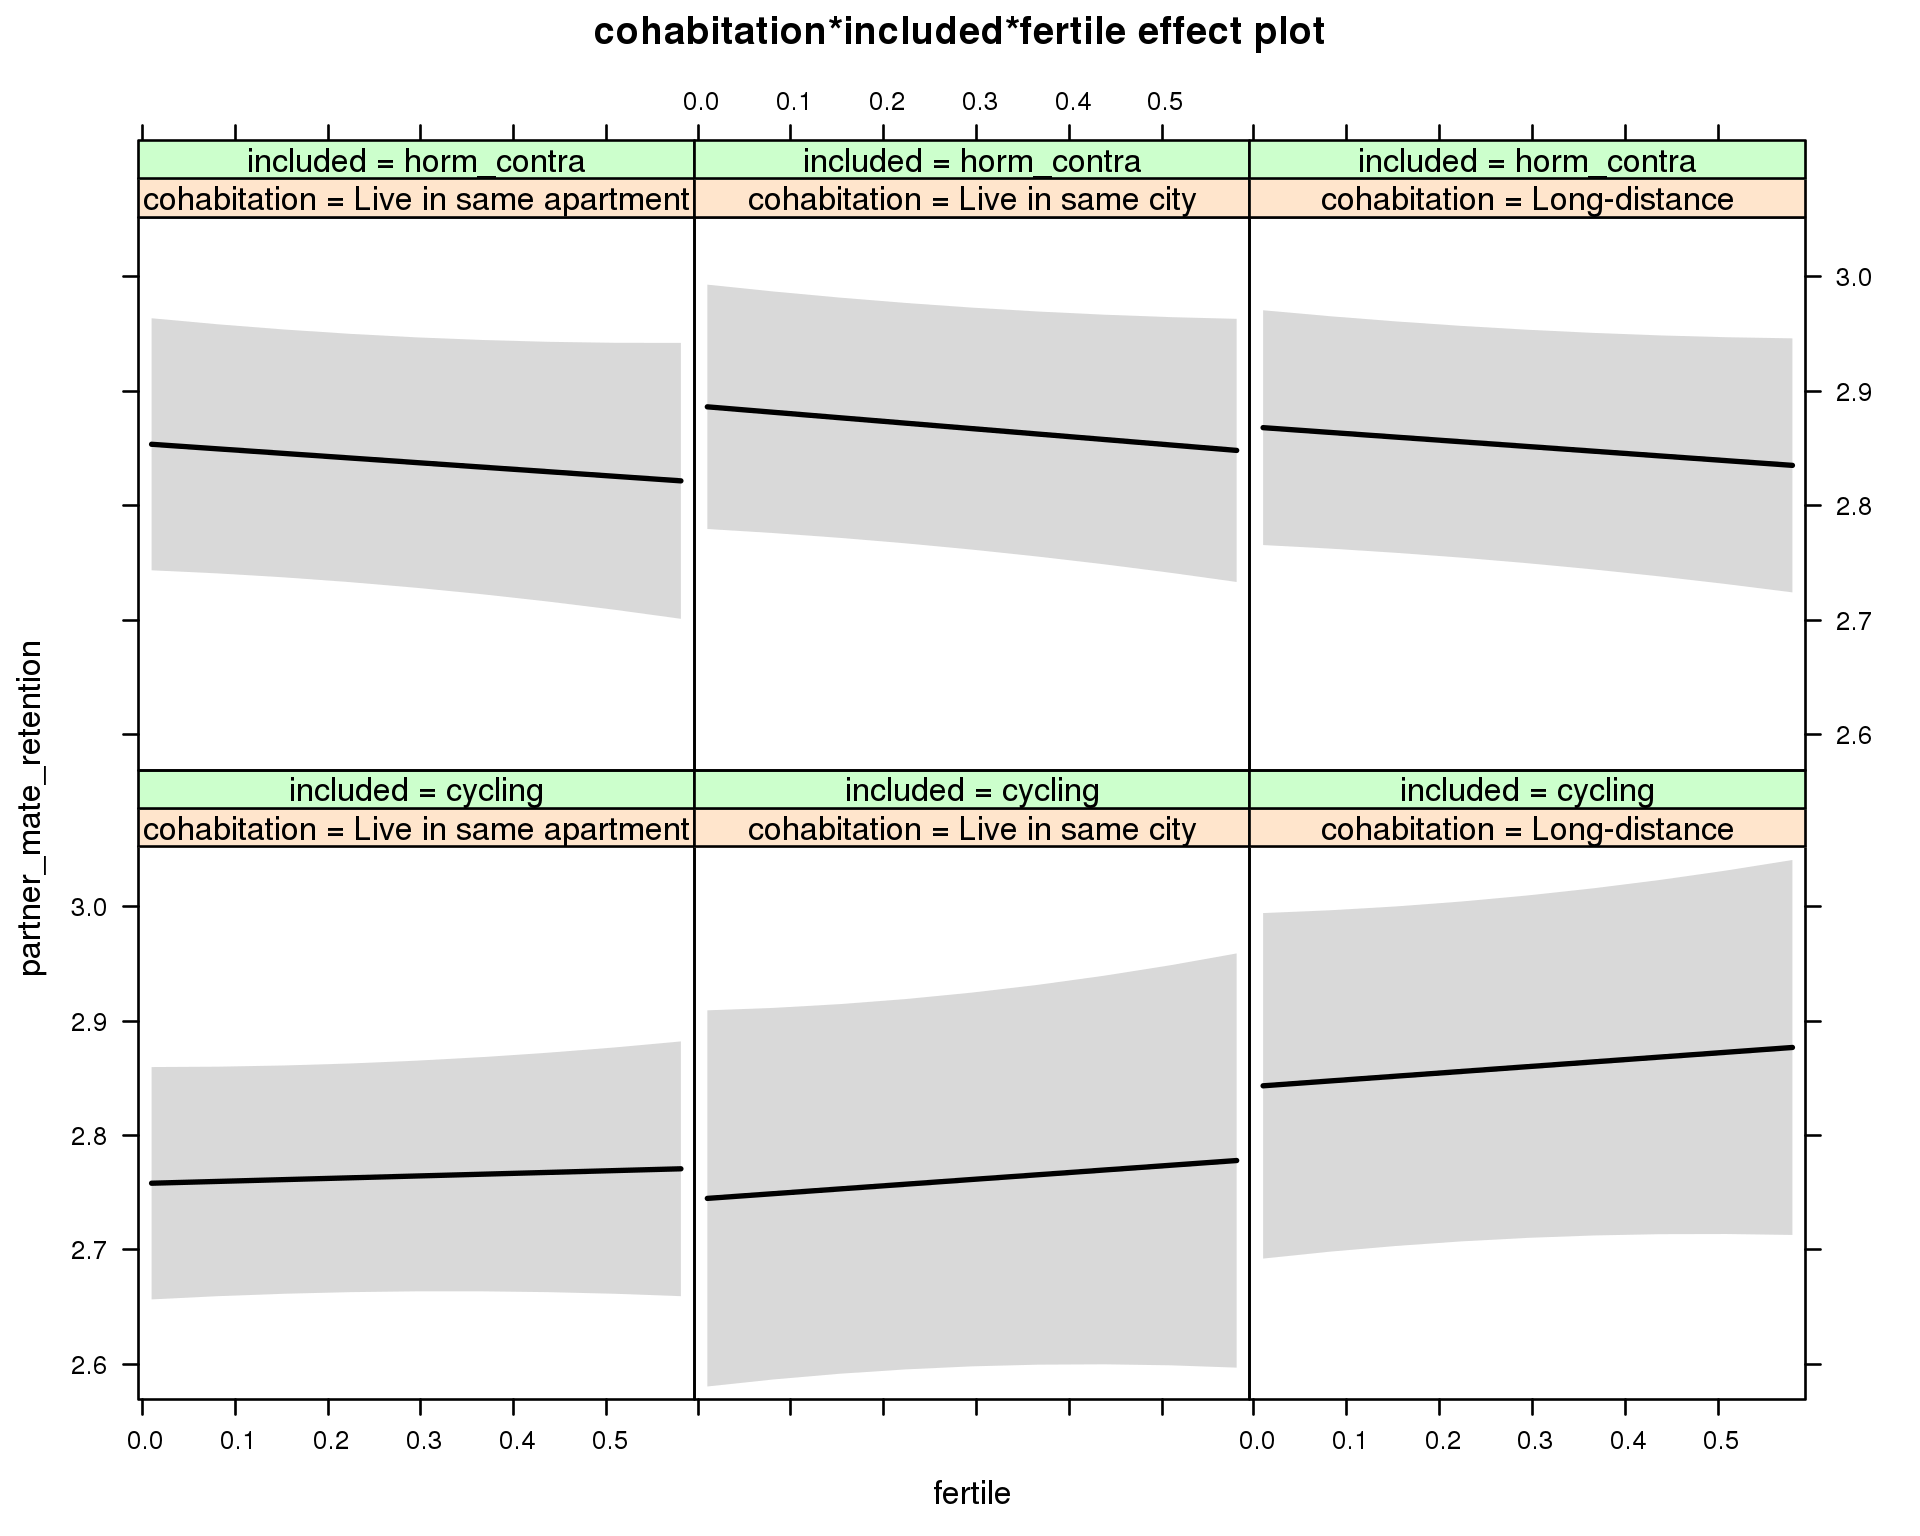 cohabitation*included*fertile effect plot
0.0 0.1 0.2 0.3 0.4 0.5
included = horm_contra included = horm_contra included = horm_contra
cohabitation = Live in same apartment cohabitation = Live in same city cohabitation = Long-distance
3.0
2.9
2.8
2.7
2.6
partner_mate_retention
included = cycling included = cycling included = cycling
cohabitation = Live in same apartment cohabitation = Live in same city cohabitation = Long-distance
3.0
2.9
2.8
2.7
2.6
0.0 0.1 0.2 0.3 0.4 0.5 0.0 0.1 0.2 0.3 0.4 0.5
fertile